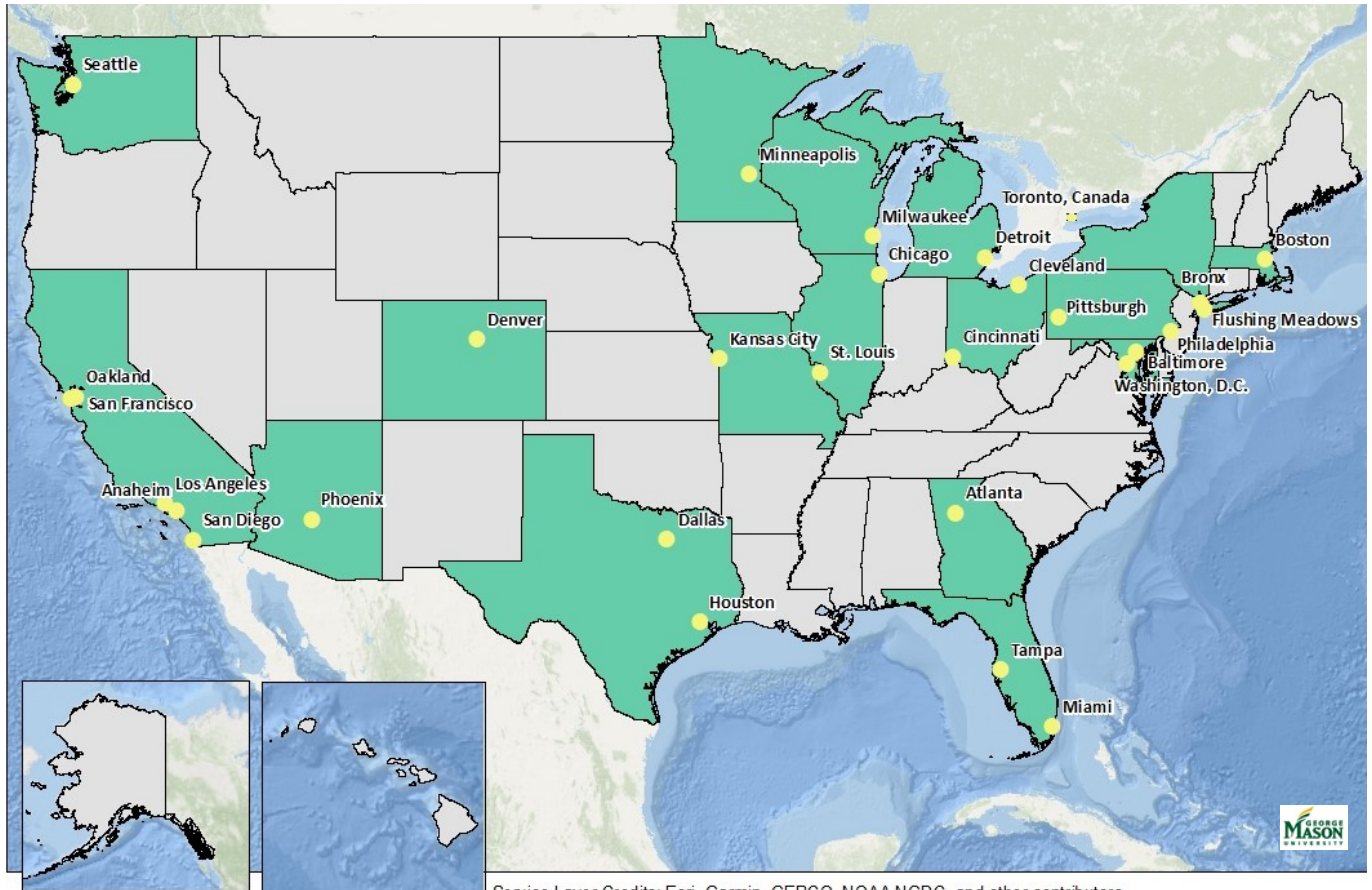 Seattle
Minneapolis
Toronto, Canada
Milwaukee
Detroit
Boston
Chicago
Cleveland
Bronx
Pittsburgh
Flushing Meadows
Denver
Kansas City
St. Louis
Cincinnati
Philadelphia
Baltimore
Washington, D.C.
Oakland
San Francisco
Los Angeles
Anaheim
San Diego
Phoenix
Dallas
Atlanta
Houston
Tampa
Miami
GEORGE
MASON
UNIVERSITY
Service Layer Credits: Esri, Garmin, GEBCO, NOAA NGDC, and other contributors